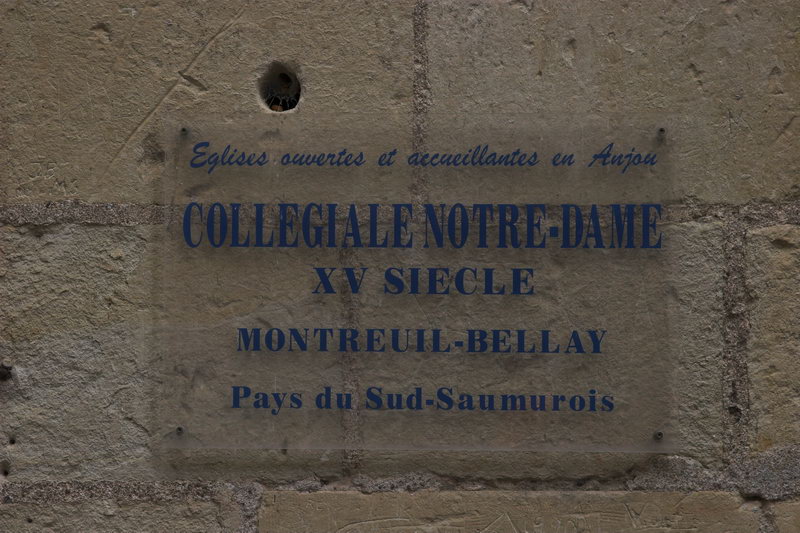 Eglises ouvertes et accueillantes en Anjou
COLLEGIALE NOTRE-DAME
XV SIECLE
MONTREUIL-BELLAY
Pays du Sud-Saumurois